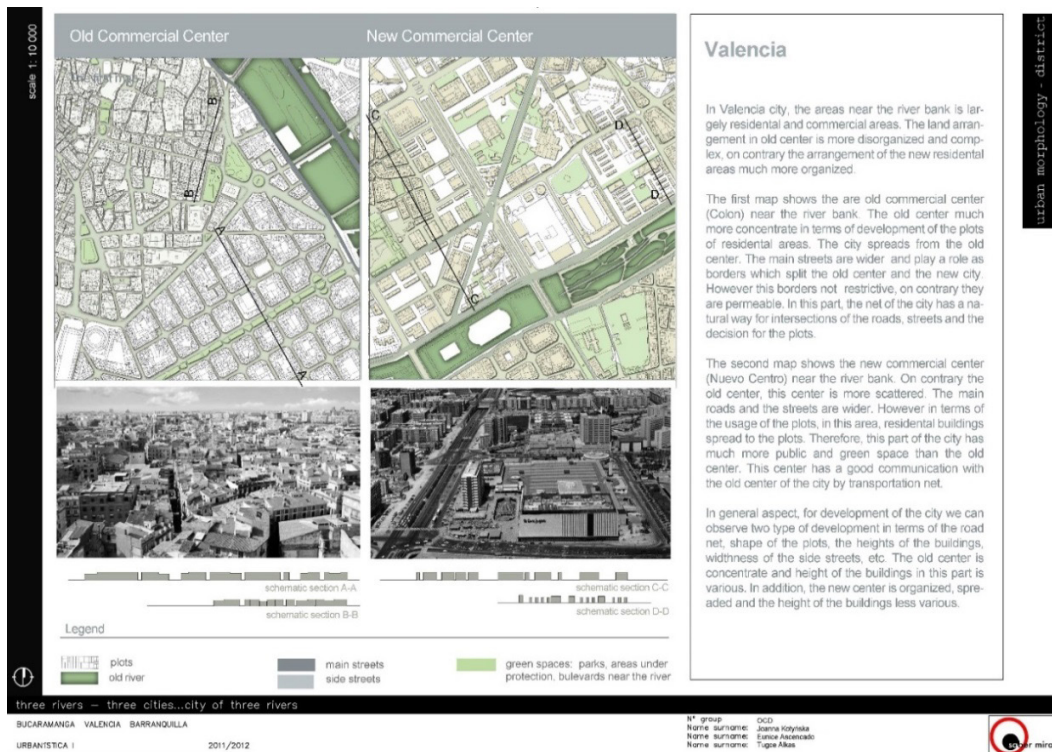 scale 1: 10 000
Old Commercial Center
New Commercial Center
B
B
A
A
C
C
D
D
schematic section A-A
schematic section B-B
schematic section C-C
schematic section D-D
Legend
plots
old river
main streets
side streets
green spaces: parks, areas under
protection, bulevards near the river
Valencia
In Valencia city, the areas near the river bank is lar-
gely residential and commercial areas. The land arran-
gement in old center is more disorganized and comp-
lex, on contrary the arrangement of the new residental
areas much more organized.
The first map shows the are old commercial center
(Colon) near the river bank. The old center much
more concentrate in terms of development of the plots
of residental areas. The city spreads from the old
center. The main streets are wider and play a role as
borders which split the old center and the new city.
However this borders not restrictive, on contrary they
are permeable. In this part, the net of the city has a na-
tural way for intersections of the roads, streets and the
decision for the plots.
The second map shows the new commercial center
(Nuevo Centro) near the river bank. On contrary the
old center, this center is more scattered. The main
roads and the streets are wider. However in terms of
the usage of the plots, in this area, residental buildings
spread to the plots. Therefore, this part of the city has
much more public and green space than the old
center. This center has a good communication with
the old center of the city by transportation net.
In general aspect, for development of the city we can
observe two type of development in terms of the road
net, shape of the plots, the heights of the buildings,
widthness of the side streets, etc. The old center is
concentrate and height of the buildings in this part is
various. In addition, the new center is organized, spre-
aded and the height of the buildings less various.
urban morphology - district
three rivers – three cities...city of three rivers
BUCARAMANGA VALENCIA BARRANQUILLA
URBANISTICA I
2011/2012
N° group OCD
Name surname: Joanna Kotyńska
Name surname: Eunice Ascencado
Name surname: Tugce Alkas